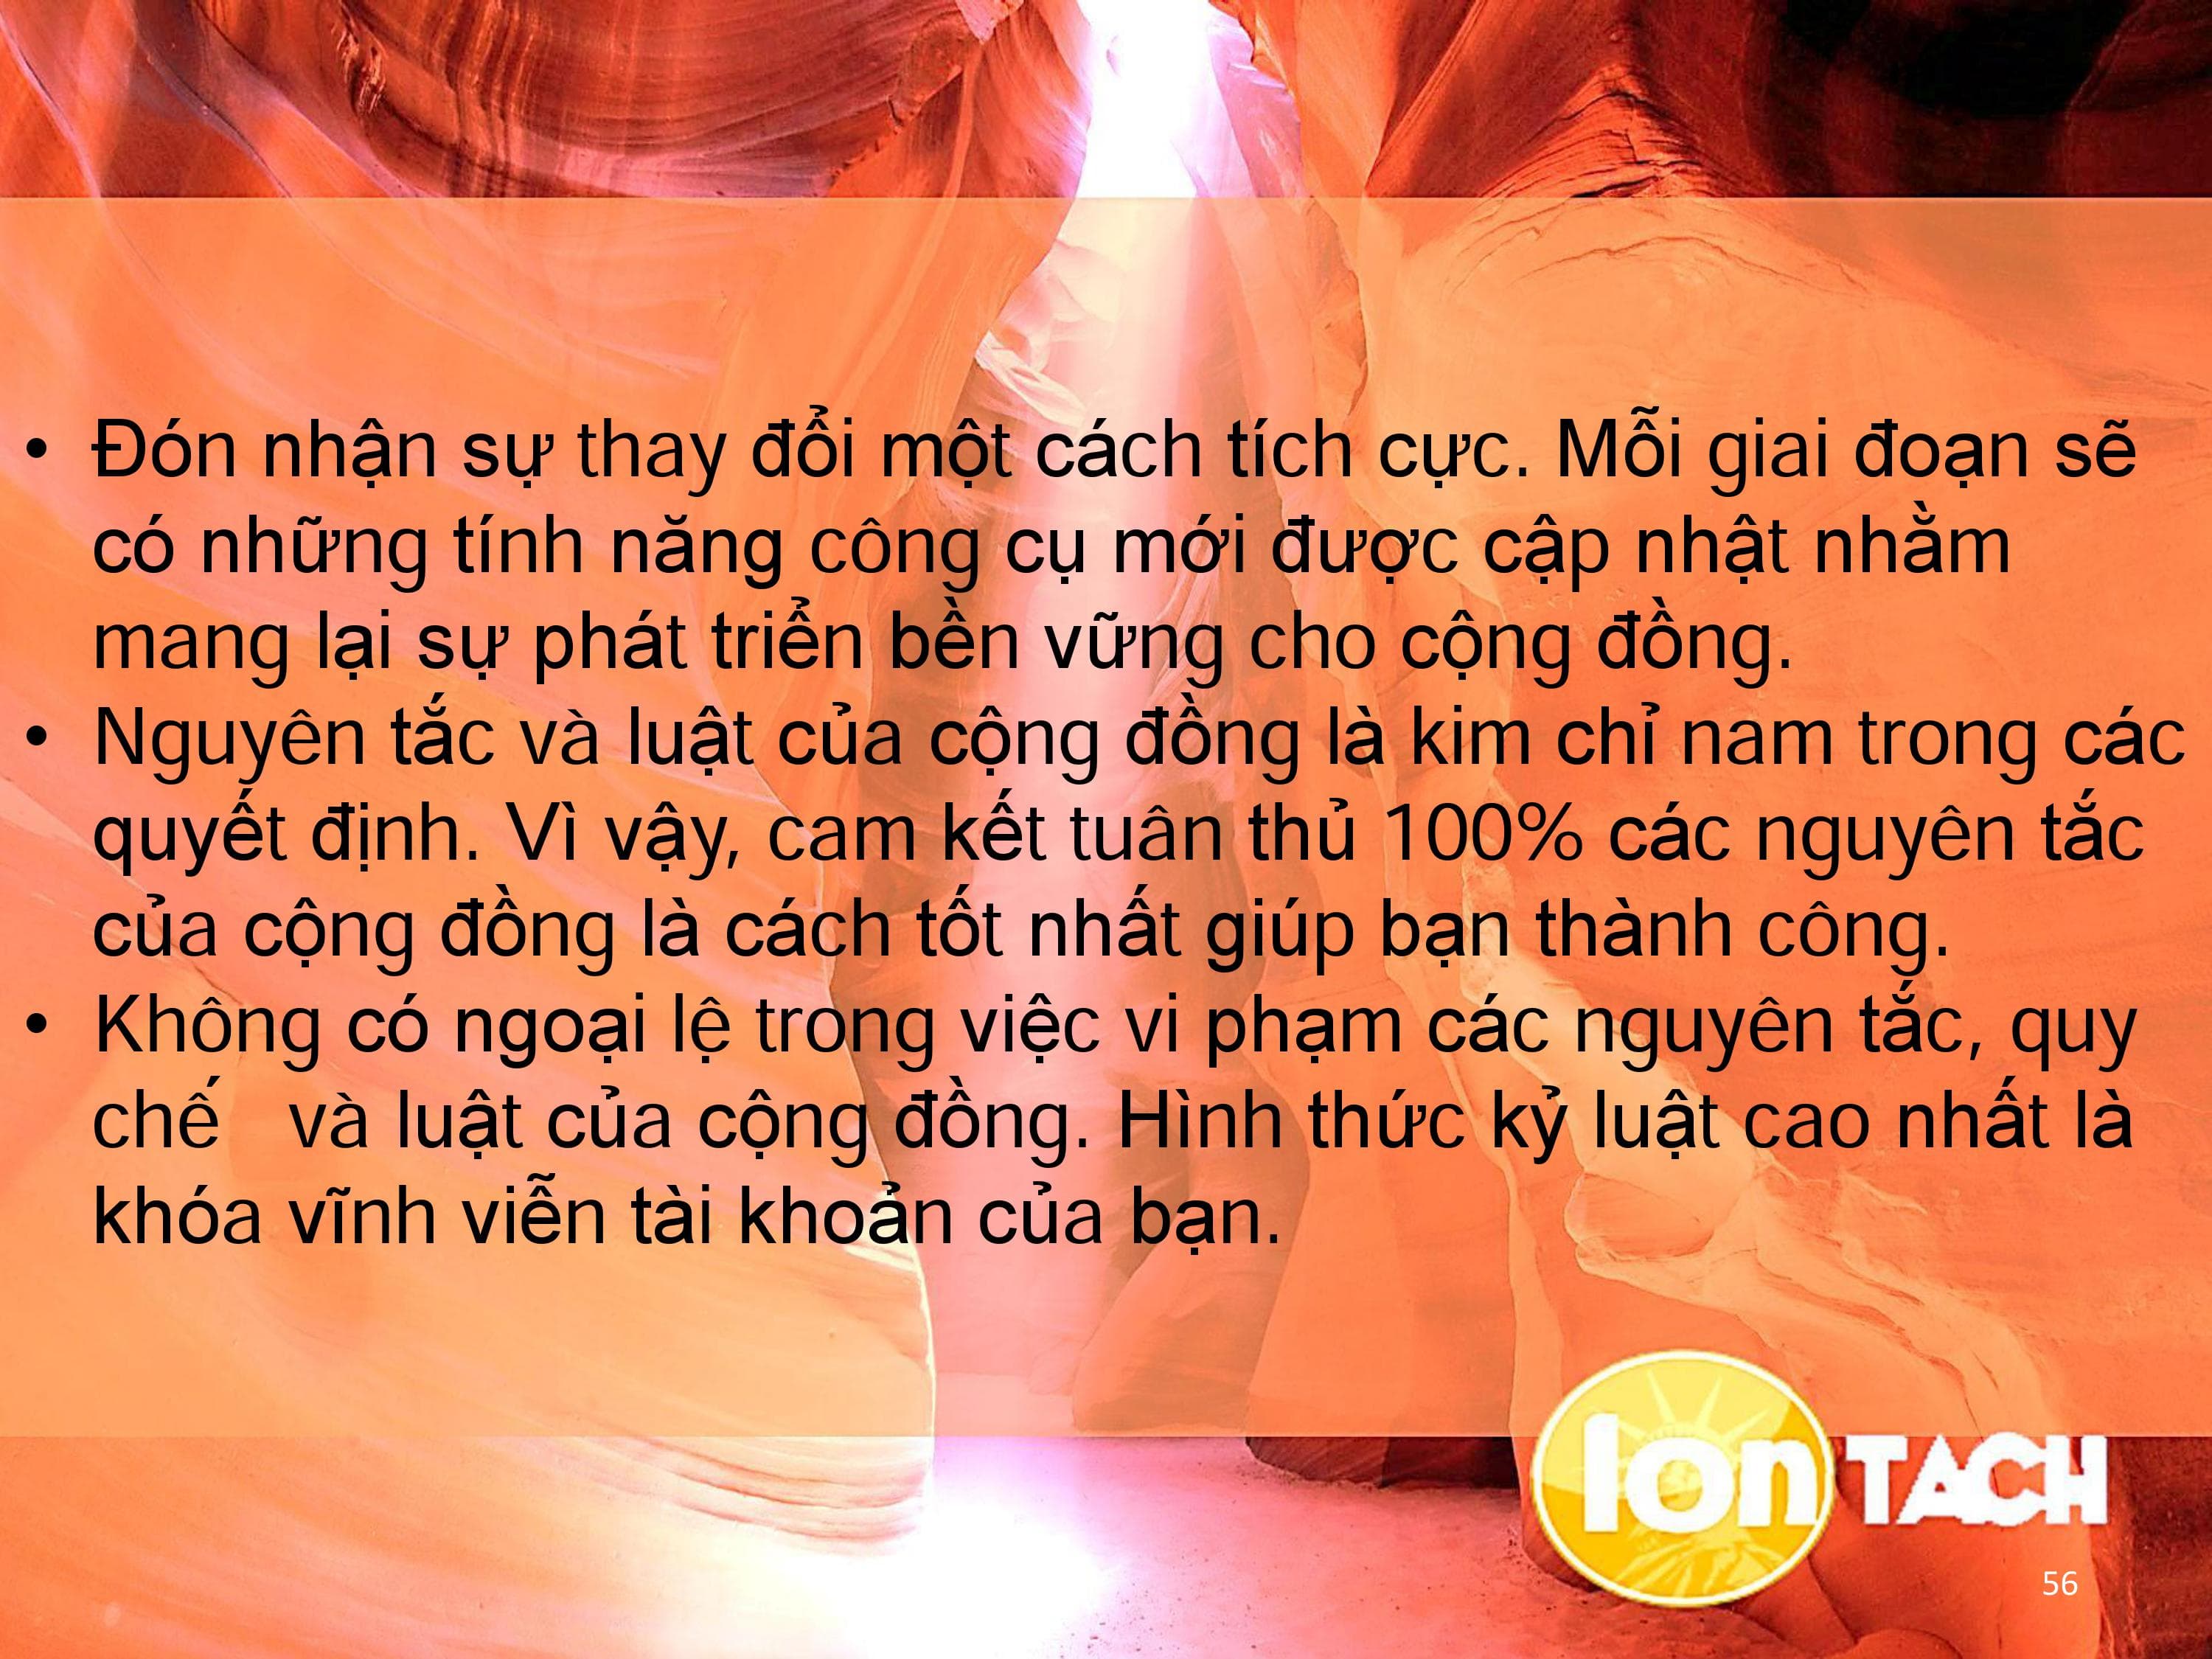 • Đón nhận sự thay đổi một cách tích cực. Mỗi giai đoạn sẽ
có những tính năng công cụ mới được cập nhật nhằm
mang lại sự phát triển bền vững cho cộng đồng.
• Nguyên tắc và luật của cộng đồng là kim chỉ nam trong các
quyết định. Vì vậy, cam kết tuân thủ 100% các nguyên tắc
của cộng đồng là cách tốt nhất giúp bạn thành công.
• Không có ngoại lệ trong việc vi phạm các nguyên tắc, quy
chế và luật của cộng đồng. Hình thức kỷ luật cao nhất là
khóa vĩnh viễn tài khoản của bạn.
Ion TACH
56